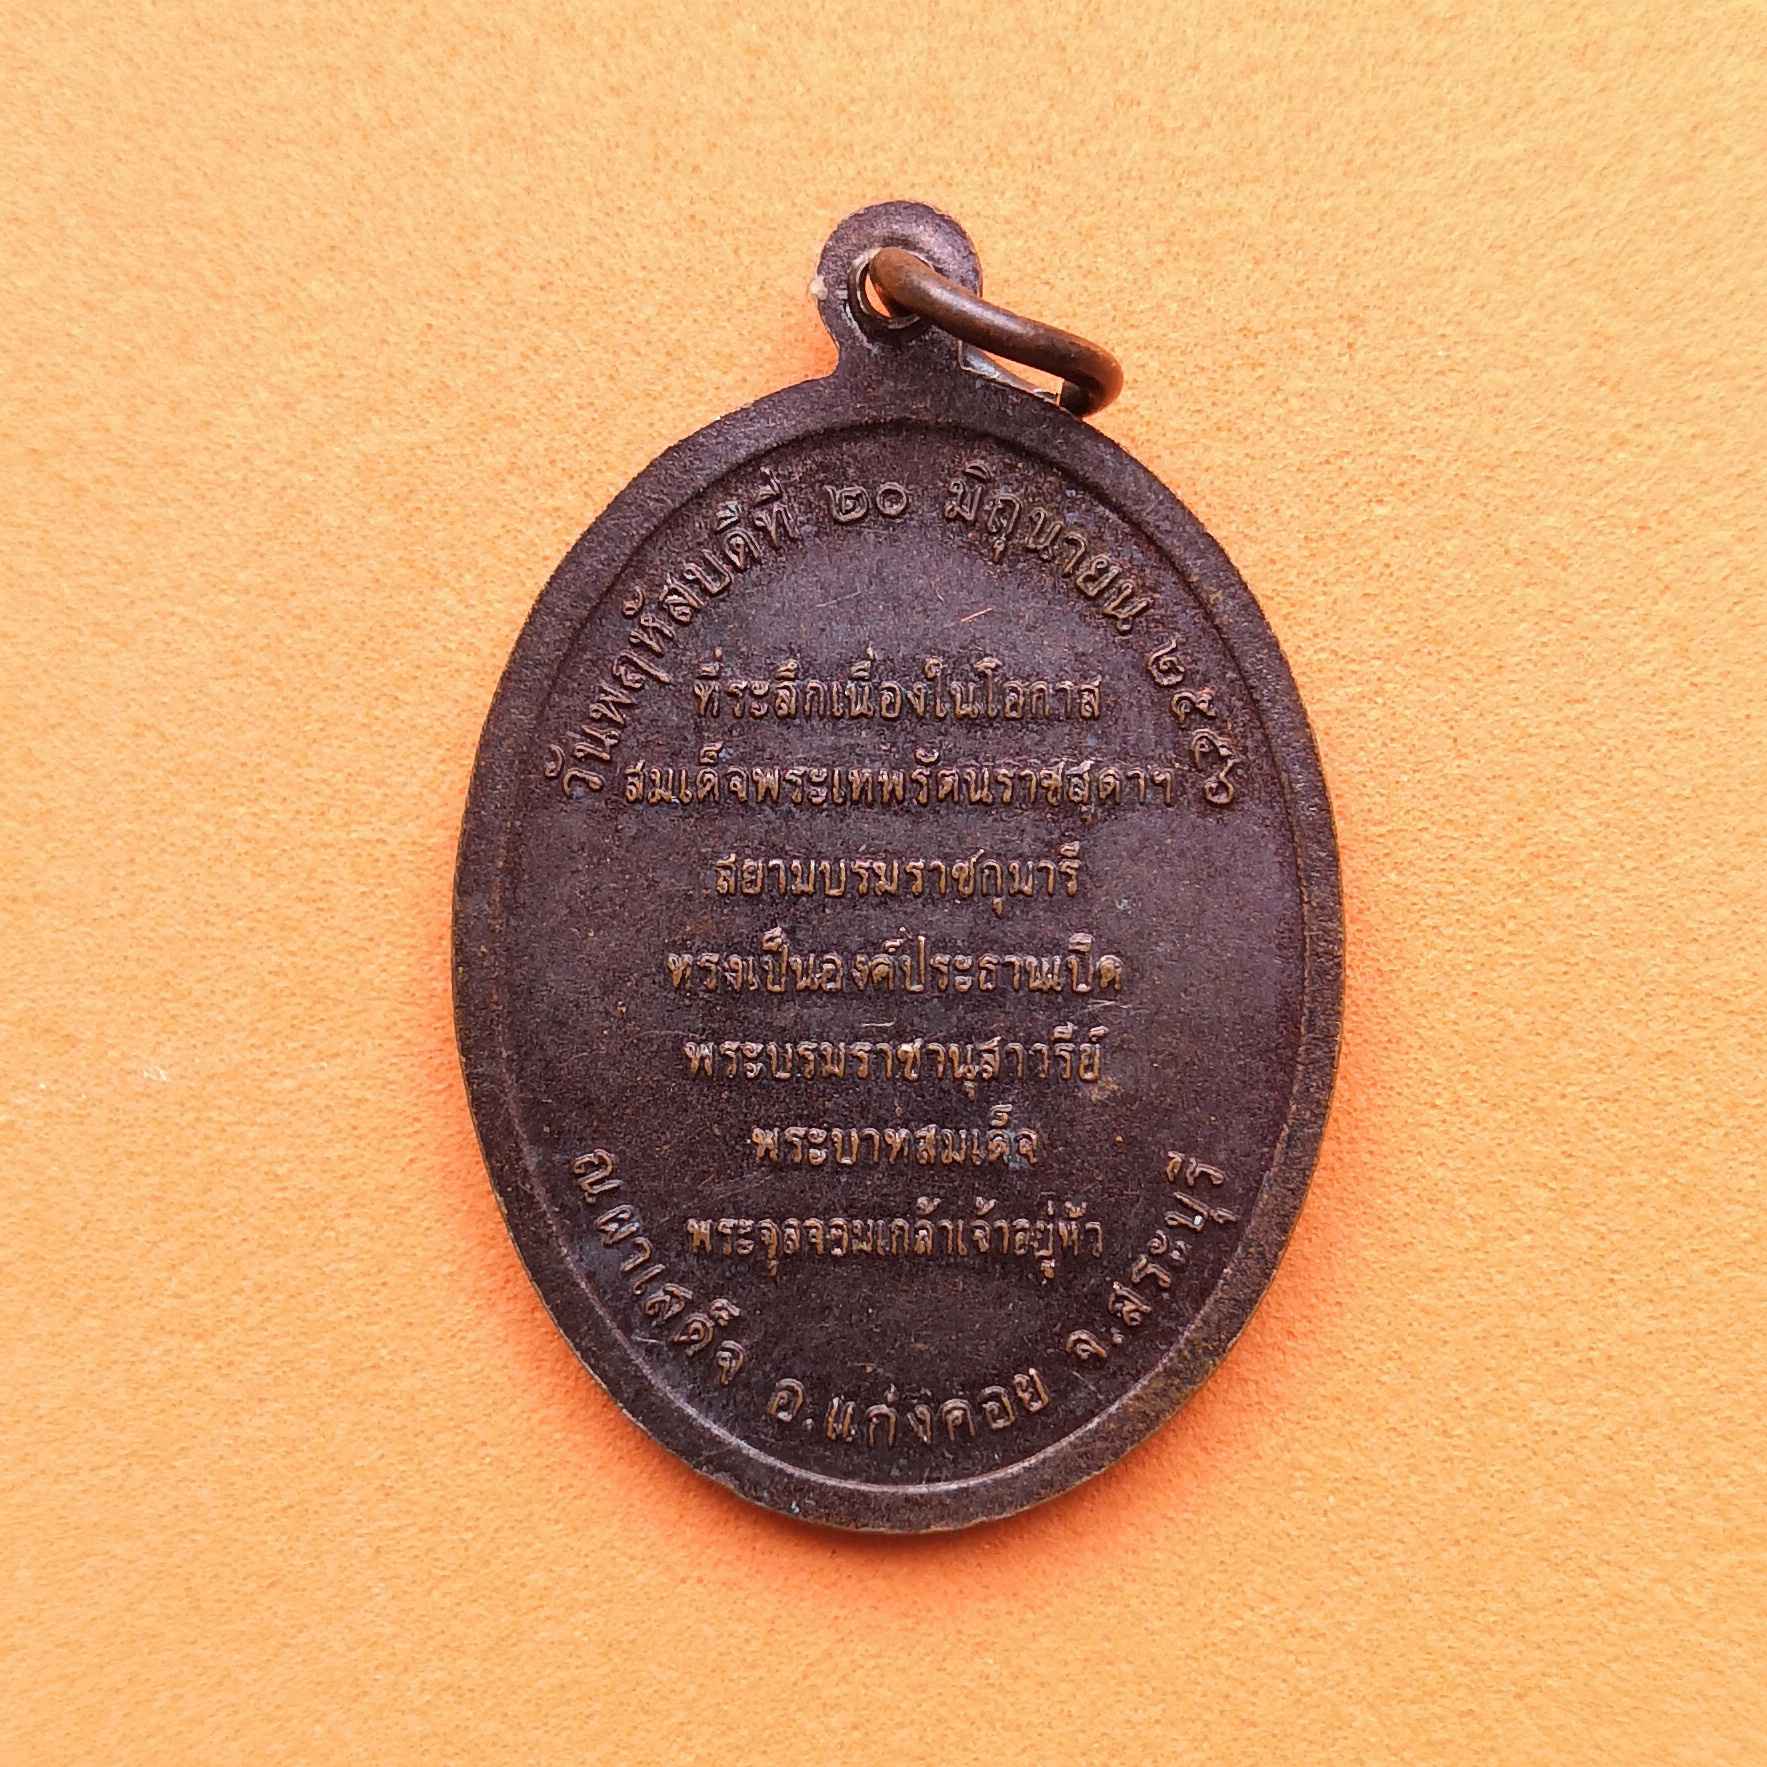 วันพฤหัสบดีที่ ๒๐ มิถุนายน ๒๕๕๖
ที่ระลึกเนื่องในโอกาส
สมเด็จพระเทพรัตนราชสุดาฯ
สยามบรมราชกุมารี
ทรงเป็นองค์ประธานเปิด
พระบรมราชานุสาวรีย์
พระบาทสมเด็จ
พระจุลจอมเกล้าเจ้าอยู่หัว
ณ ผาเสด็จ อ.แก่งคอย จ.สระบุรี